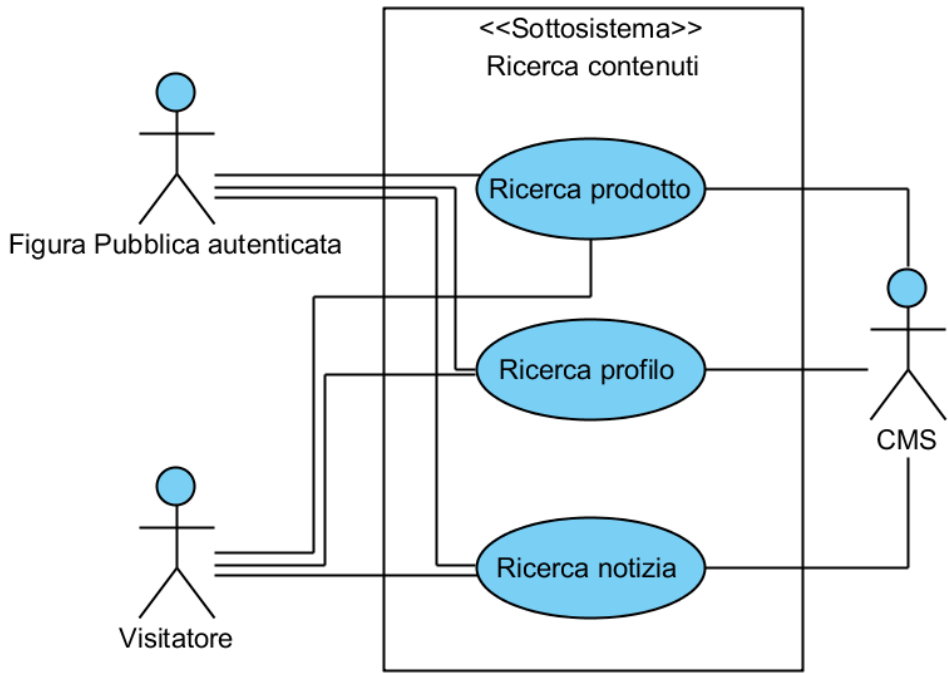 <<Sottosistema>>
Ricerca contenuti
Ricerca prodotto
Figura Pubblica autenticata
Ricerca profilo
CMS
Ricerca notizia
Visitatore